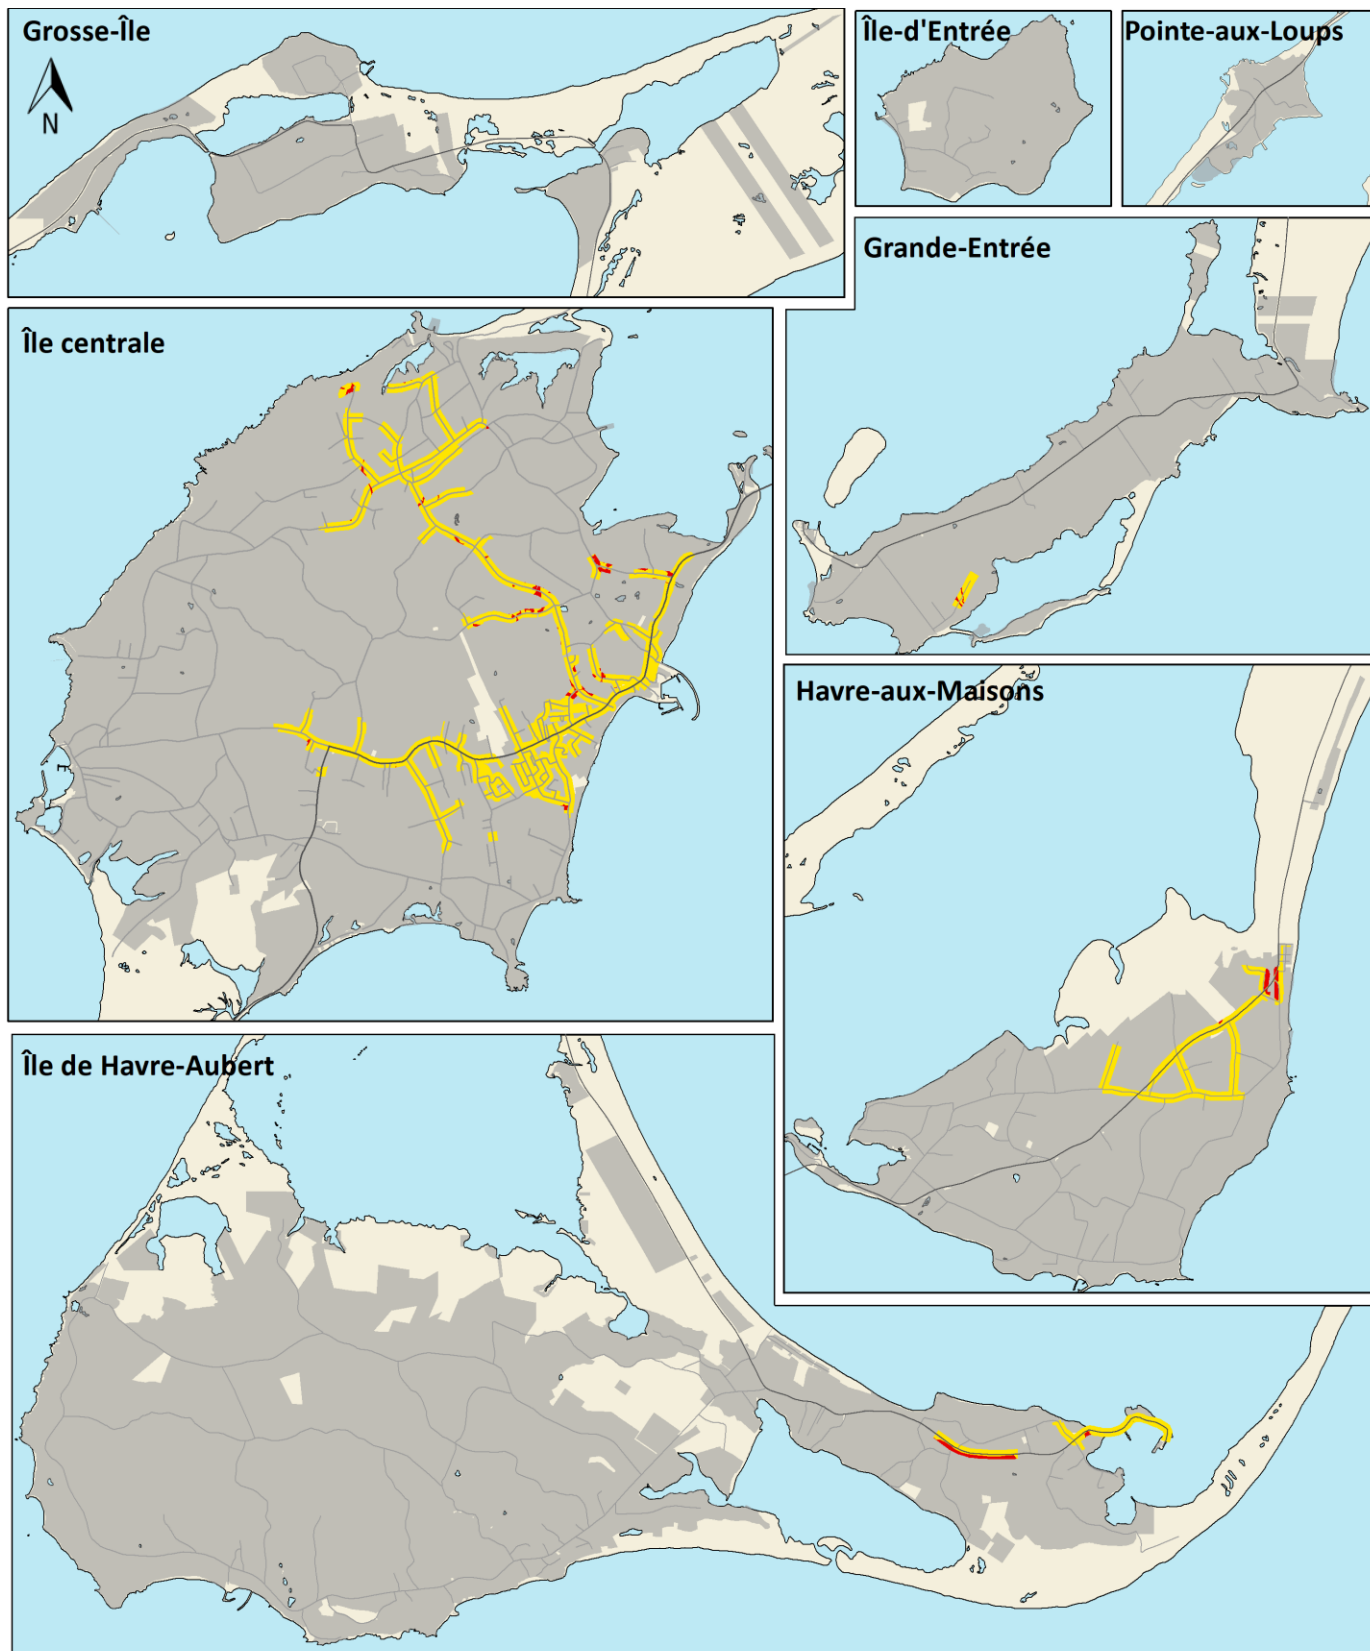 Grosse-Île
N
Île-d'Entrée
Pointe-aux-Loups
Grande-Entrée
Île centrale
Havre-aux-Maisons
Île de Havre-Aubert